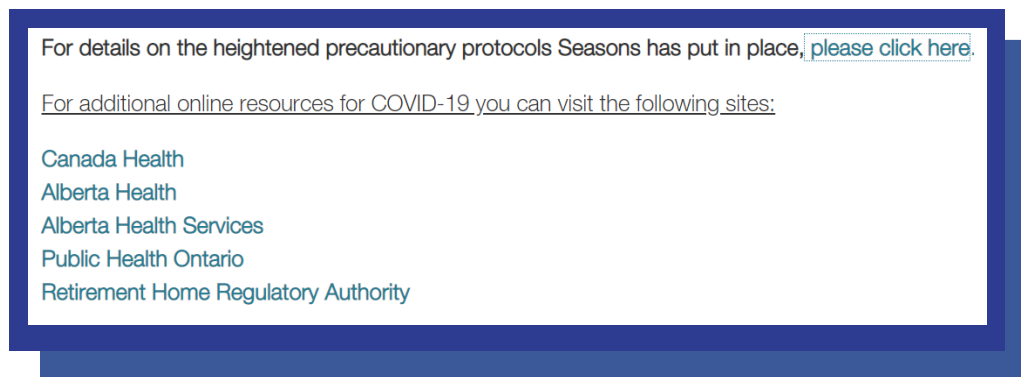 For details on the heightened precautionary protocols Seasons has put in place, please click here.
For additional online resources for COVID-19 you can visit the following sites:
Canada Health
Alberta Health
Alberta Health Services
Public Health Ontario
Retirement Home Regulatory Authority